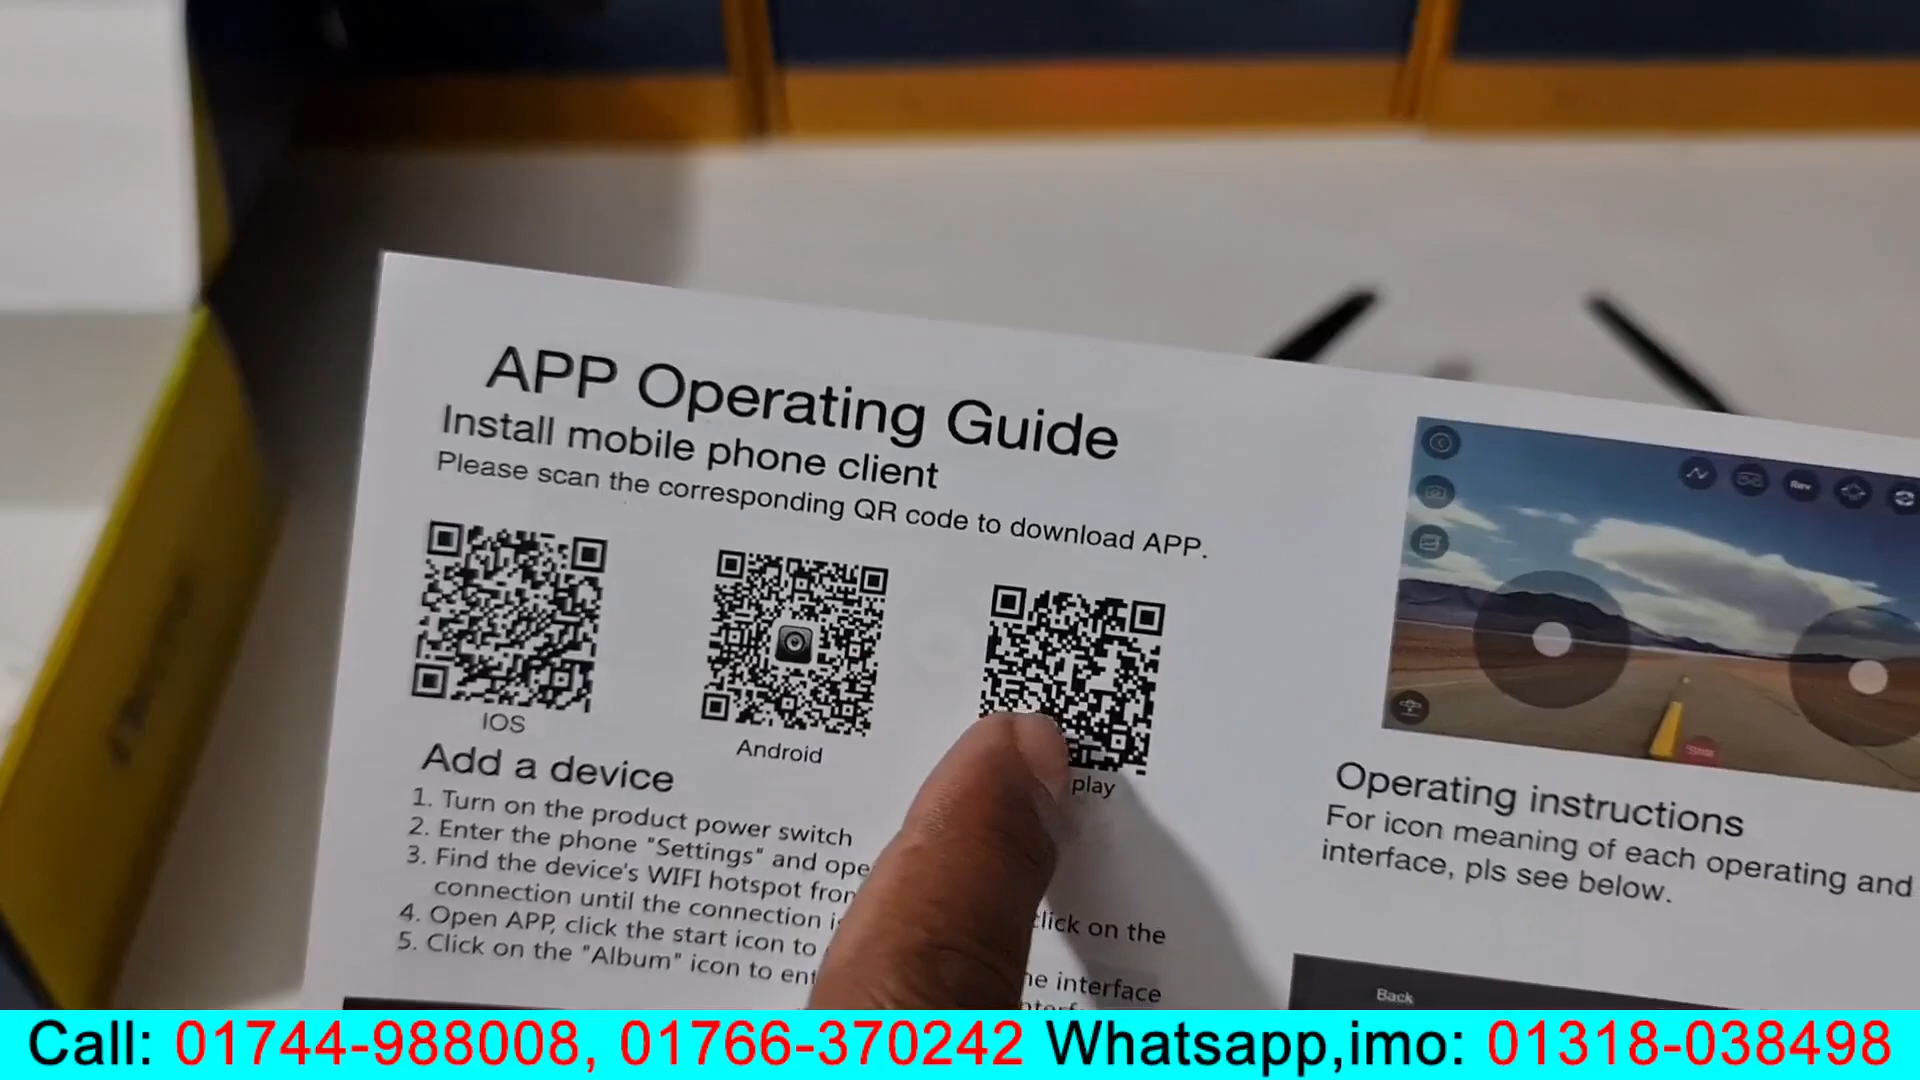 APP Operating Guide
Install mobile phone client
Please scan the corresponding QR code to download APP.
IOS
Android
play
Add a device
1. Turn on the product power switch
2. Enter the phone "Settings" and ope
3. Find the device's WIFI hotspot from click on the
connection until the connection is
4. Open APP, click the start icon to the interface
5. Click on the "Album" icon to ent
Rev
Operating instructions
For icon meaning of each operating and
interface, pls see below.
Back
Call: 01744-988008, 01766-370242 Whatsapp,imo: 01318-038498